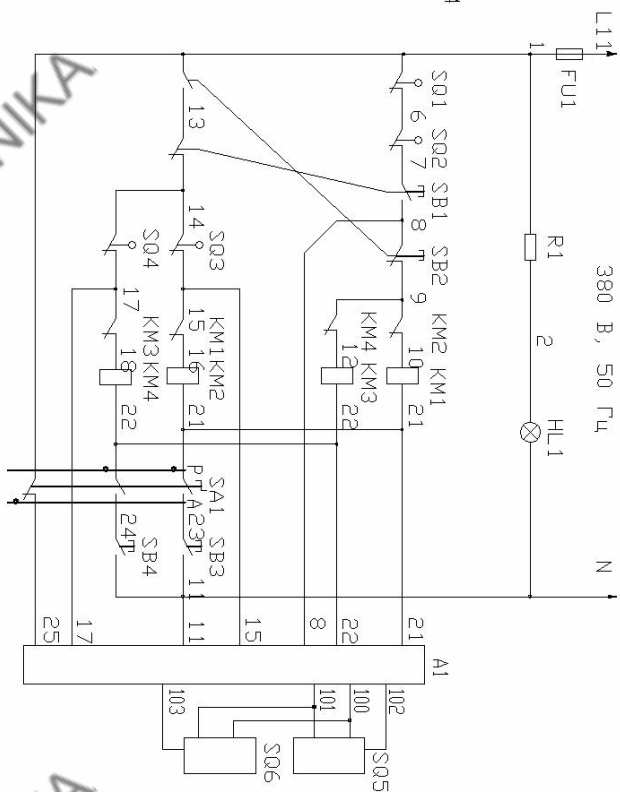 L11
FU1
1
R1
380 В, 50 Гц
2
HL1
N
SQ1
6
SQ2
7
SB1
8
SB2
9
KM2
10
KM1
21
KM4
12
KM3
22
13
14
SQ3
15
KM1
16
KM2
21
SQ4
17
KM3
18
KM4
22
SA1
P
A
23
SB3
11
24
SB4
25
17
11
15
8
22
21
A1
103
101
100
102
SQ6
SQ5
NIKA